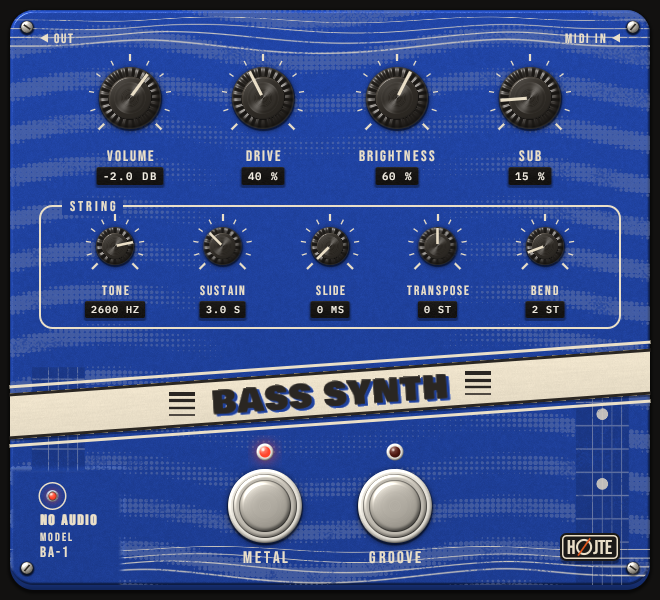 OUT
MIDI IN
VOLUME
DRIVE
BRIGHTNESS
SUB
-2.0 DB
40 %
60 %
15 %
STRING
TONE
SUSTAIN
SLIDE
TRANSPOSE
BEND
2600 HZ
3.0 S
0 MS
0 ST
2 ST
BASS SYNTH
NO AUDIO
MODEL
BA-1
METAL
GROOVE
HØJTE